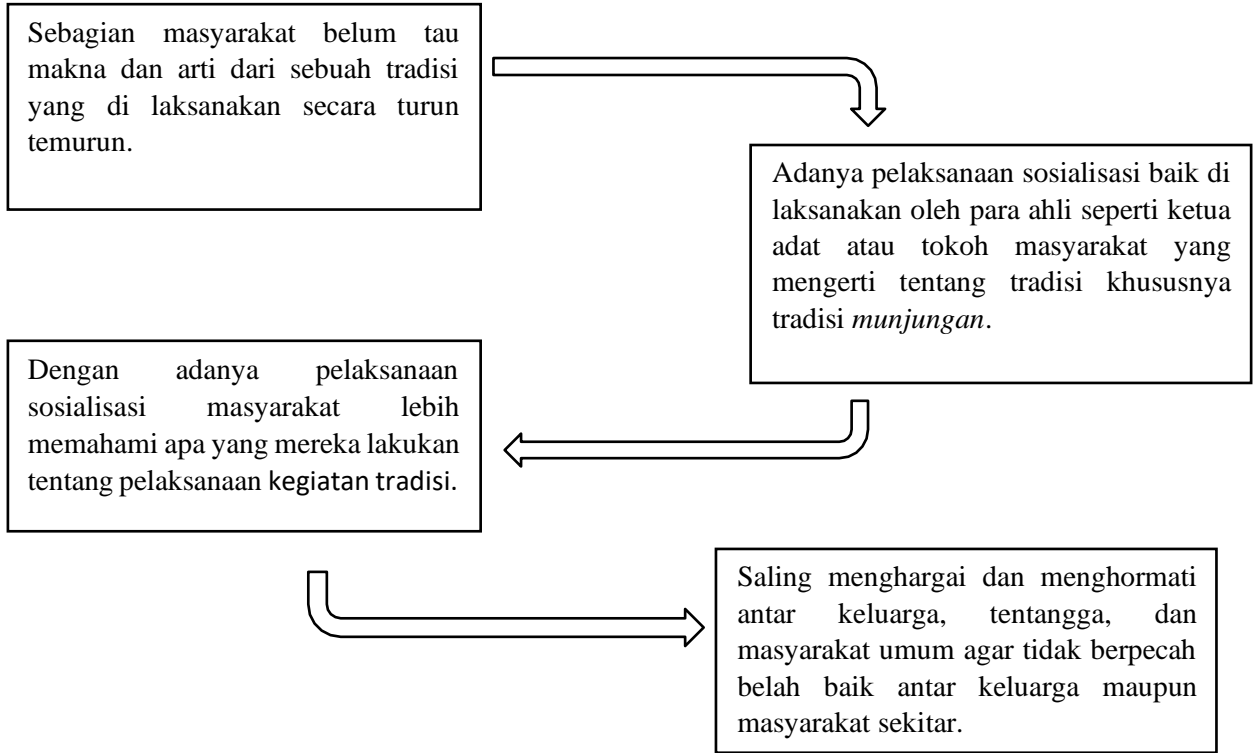 Sebagian masyarakat belum tau
makna dan arti dari sebuah tradisi
yang di laksanakan secara turun
temurun.
Adanya pelaksanaan sosialisasi baik di
laksanakan oleh para ahli seperti ketua
adat atau tokoh masyarakat yang
mengerti tentang tradisi khususnya
tradisi munjungan.
Dengan adanya pelaksanaan
sosialisasi masyarakat lebih
memahami apa yang mereka lakukan
tentang pelaksanaan kegiatan tradisi.
Saling menghargai dan menghormati
antar keluarga, tentangga, dan
masyarakat umum agar tidak berpecah
belah baik antar keluarga maupun
masyarakat sekitar.